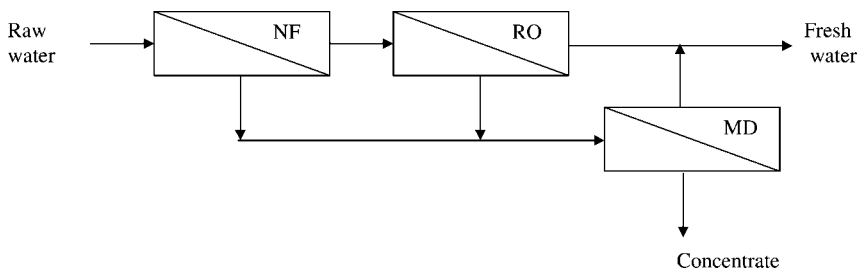 Raw
water
NF
RO
Fresh
water
MD
Concentrate